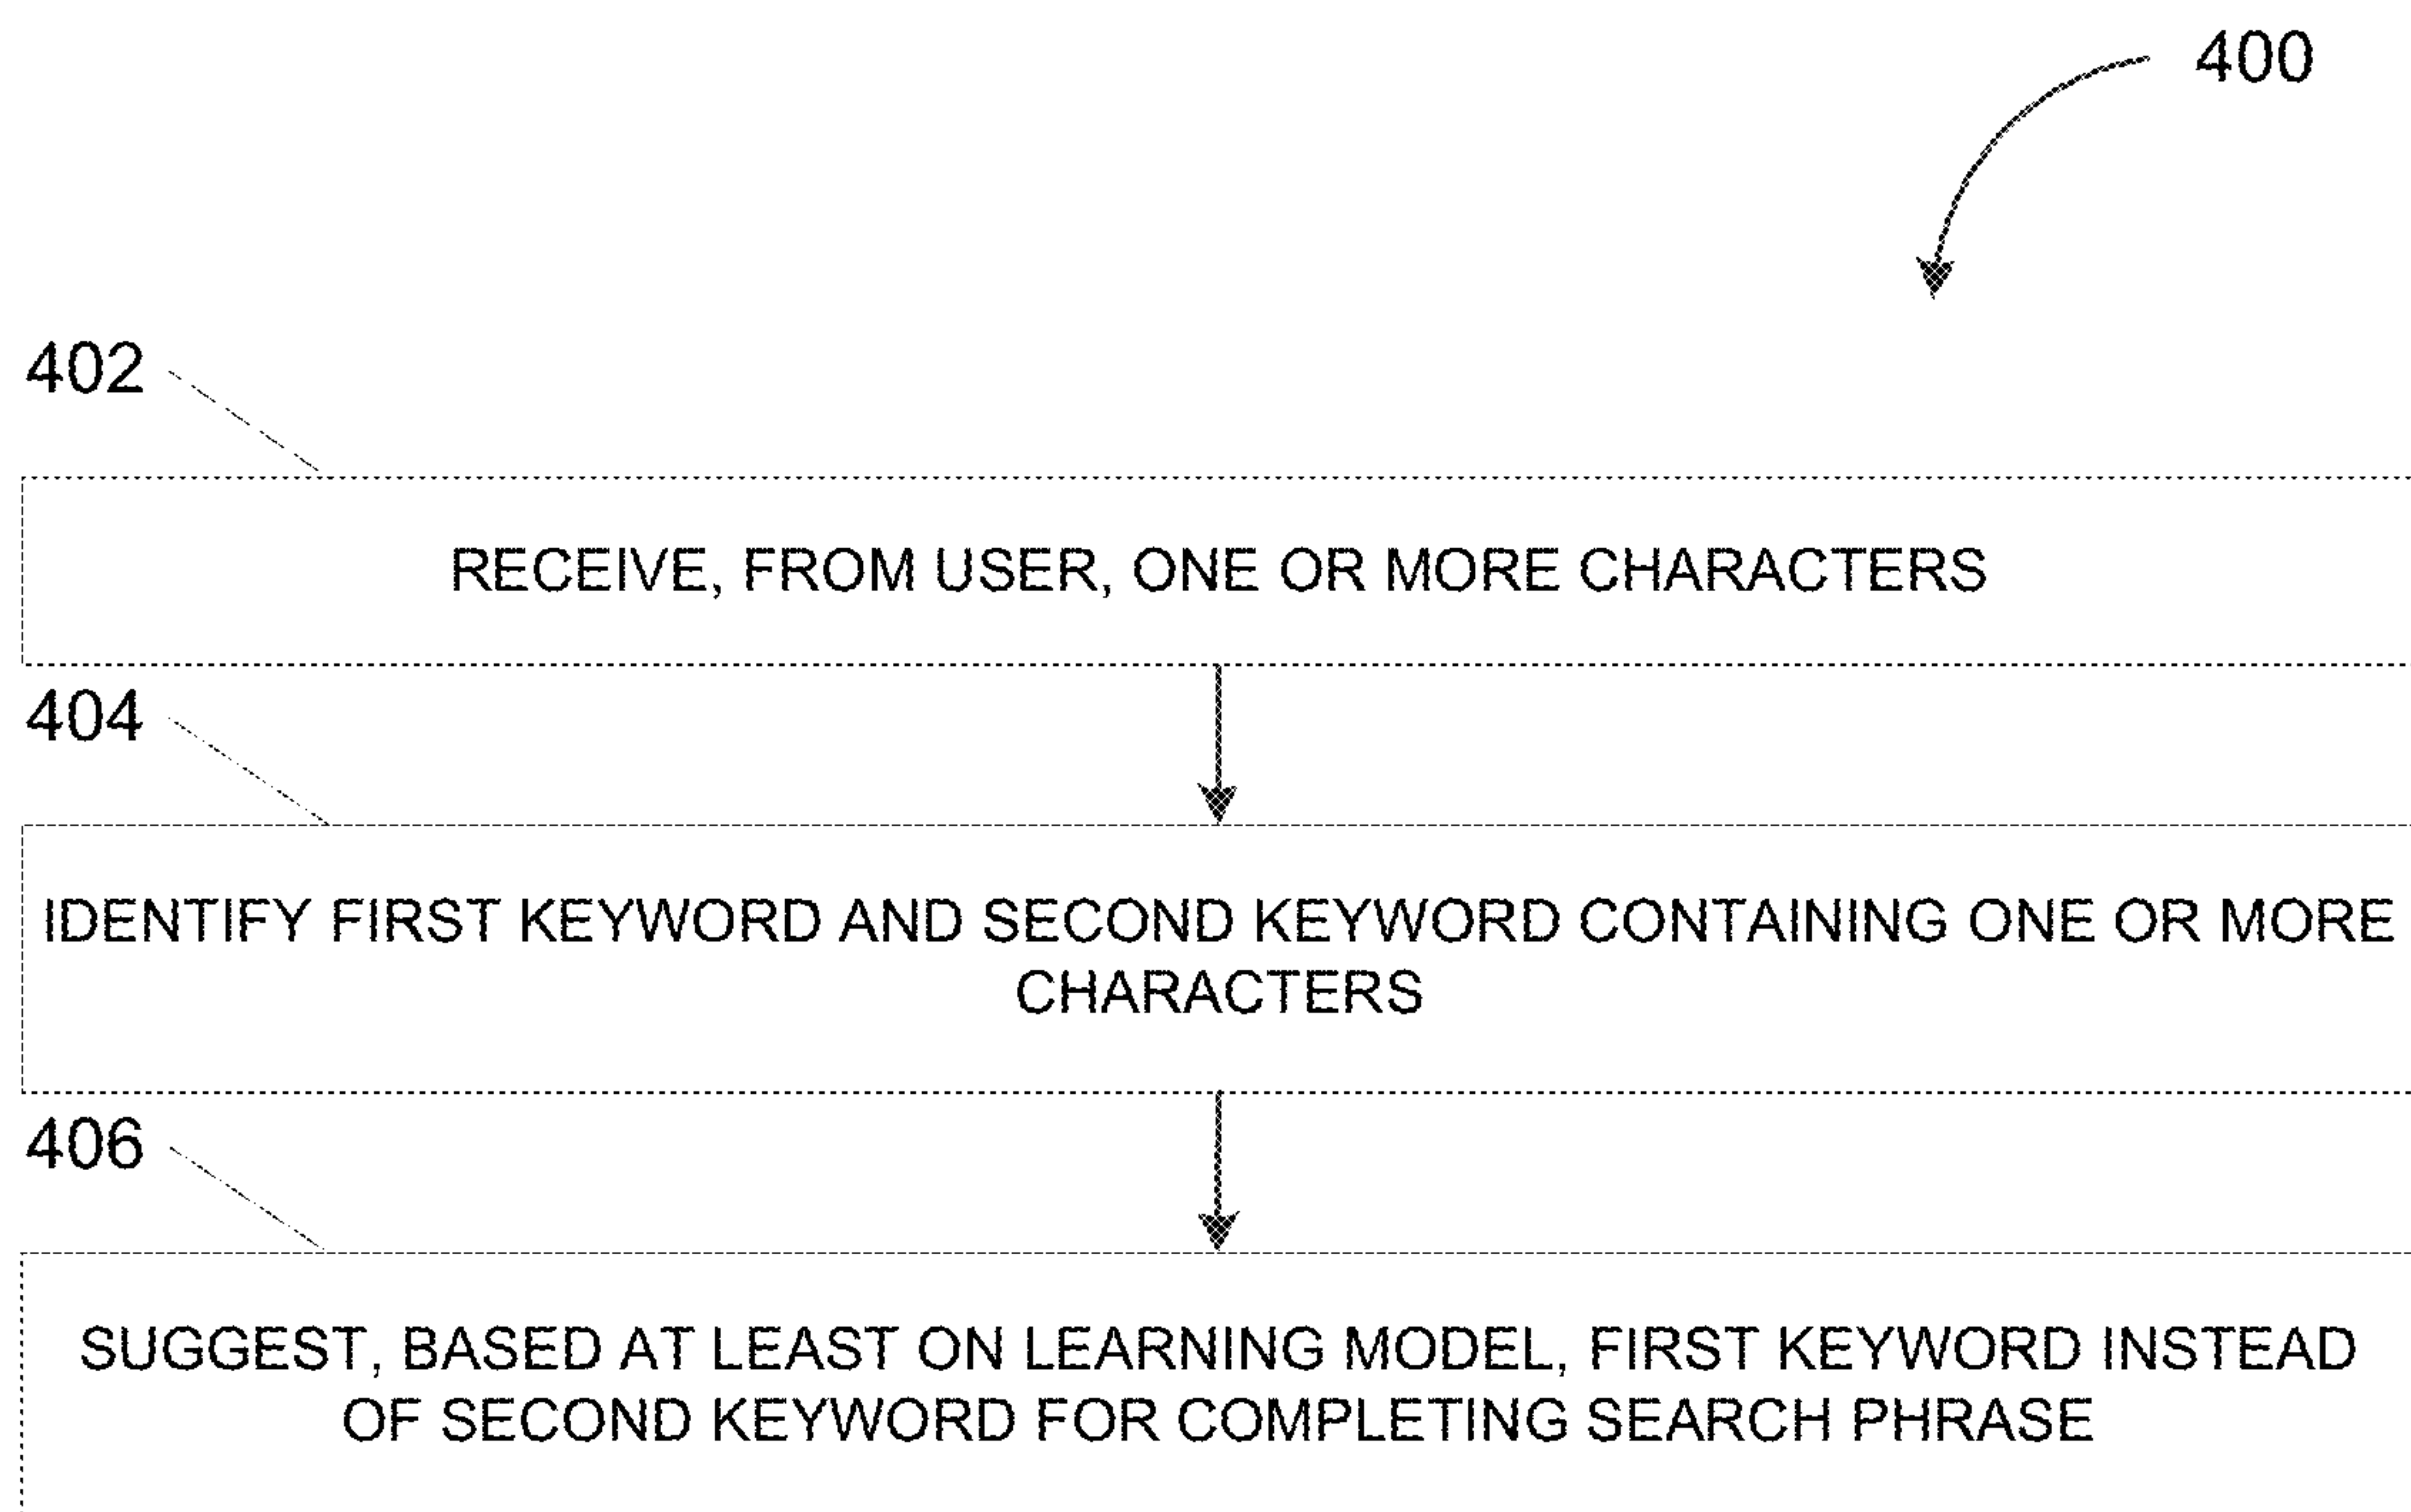 400
402
RECEIVE, FROM USER, ONE OR MORE CHARACTERS
404
IDENTIFY FIRST KEYWORD AND SECOND KEYWORD CONTAINING ONE OR MORE
CHARACTERS
406
SUGGEST, BASED AT LEAST ON LEARNING MODEL, FIRST KEYWORD INSTEAD
OF SECOND KEYWORD FOR COMPLETING SEARCH PHRASE